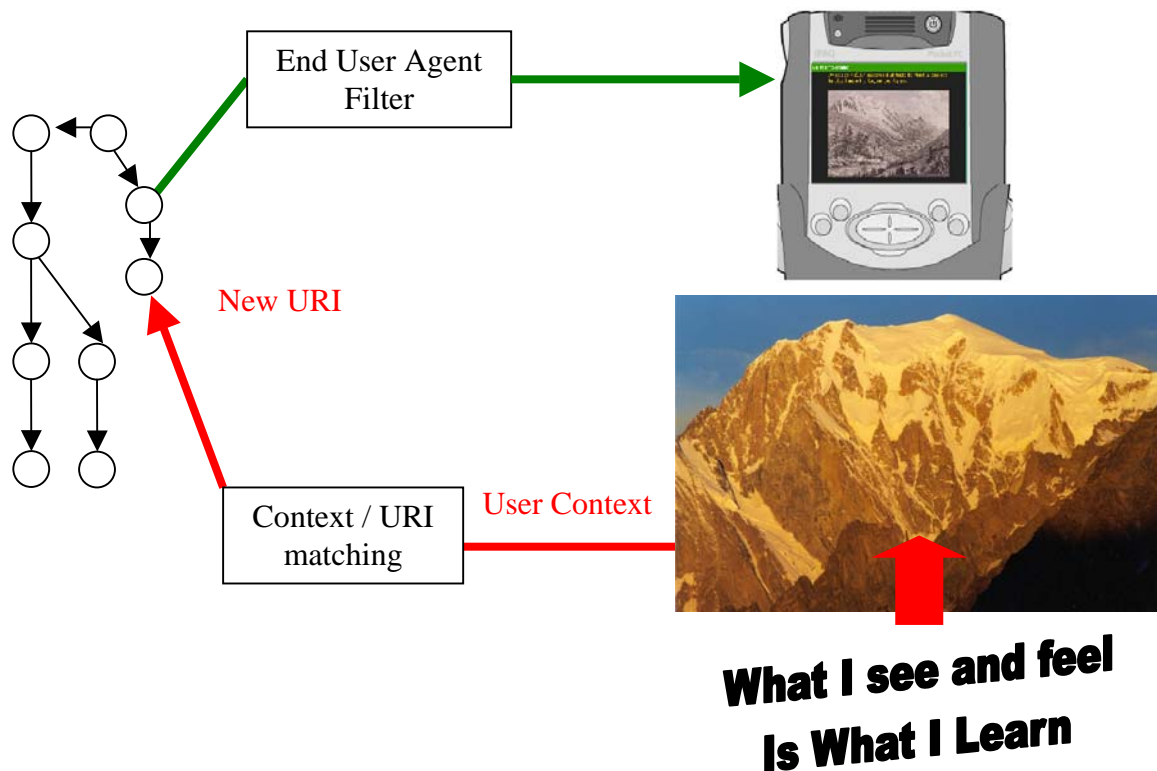 End User Agent
Filter
New URI
Context / URI
matching
User Context
What I see and feel
Is What I Learn